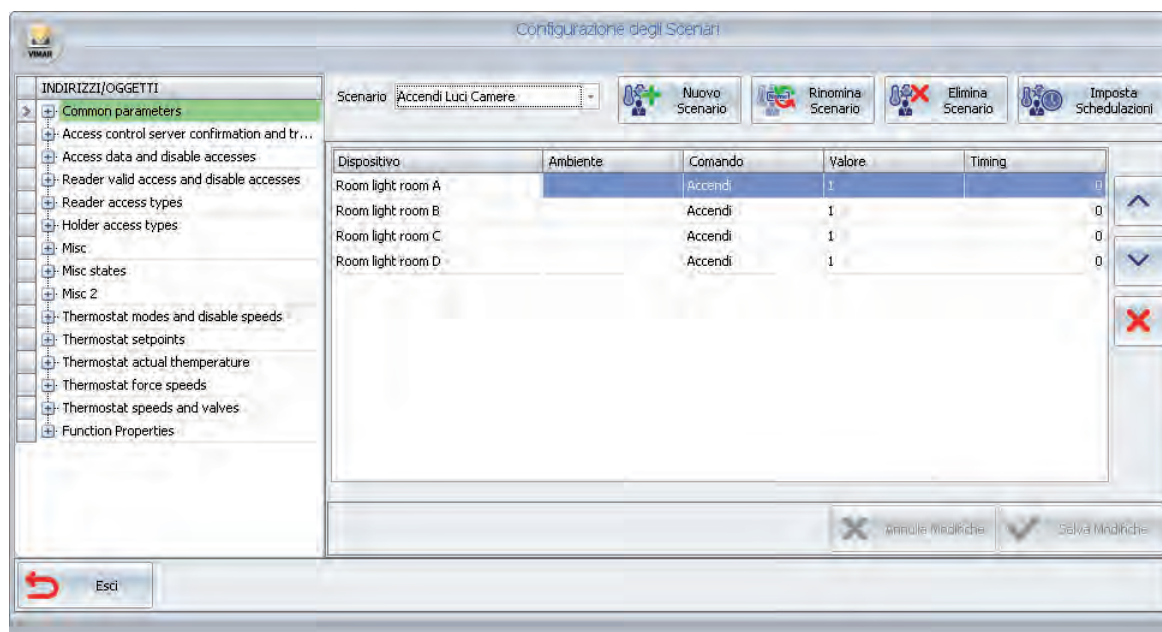 Configurazione degli Scenari
VIMAR
INDIRIZZI/OGGETTI
Common parameters
Access control server confirmation and tr...
Access data and disable accesses
Reader valid access and disable accesses
Reader access types
Holder access types
Misc
Misc states
Misc 2
Thermostat modes and disable speeds
Thermostat setpoints
Thermostat actual themperature
Thermostat force speeds
Thermostat speeds and valves
Function Properties
Scenario Accendi Luci Camere
Nuovo
Scenario
Rinomina
Scenario
Elimina
Scenario
Imposta
Schedulazioni
Dispositivo Ambiente Comando Valore Timing
Room light room A Accendi 1 0
Room light room B Accendi 1 0
Room light room C Accendi 1 0
Room light room D Accendi 1 0
Annulla Modifiche Salva Modifiche
Esci